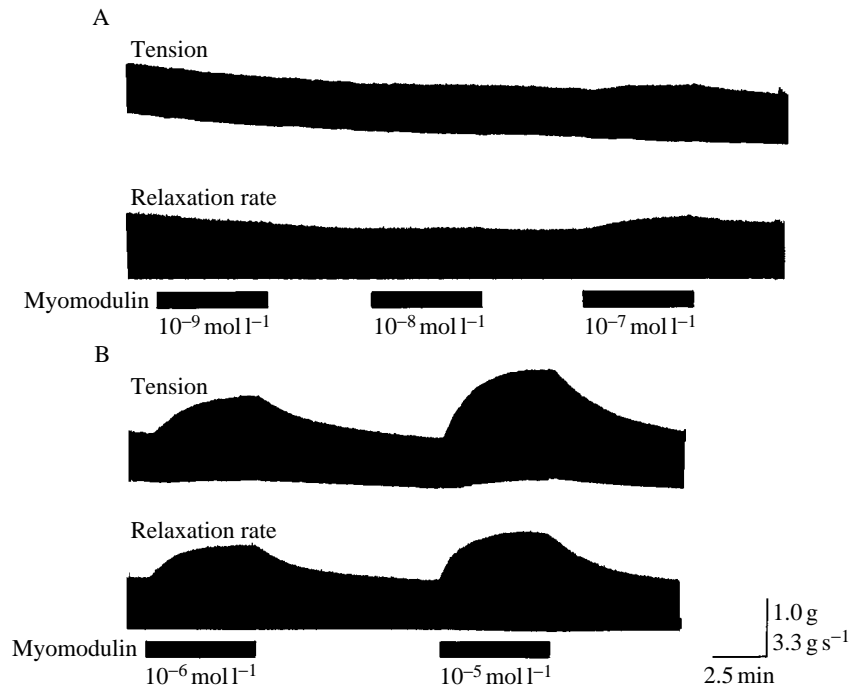 A
Tension
Relaxation rate
Myomodulin
10⁻⁹ mol l⁻¹ 10⁻⁸ mol l⁻¹ 10⁻⁷ mol l⁻¹
B
Tension
Relaxation rate
1.0 g
3.3 g s⁻¹
Myomodulin
10⁻⁶ mol l⁻¹ 10⁻⁵ mol l⁻¹ 2.5 min